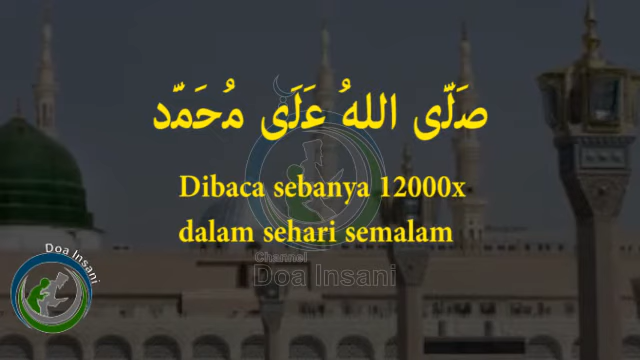 صَلَّى اللهُ عَلَى مُحَمَّد
Dibaca sebanya 12000x
dalam sehari semalam
Channel
Doa Insani
Doa Insani